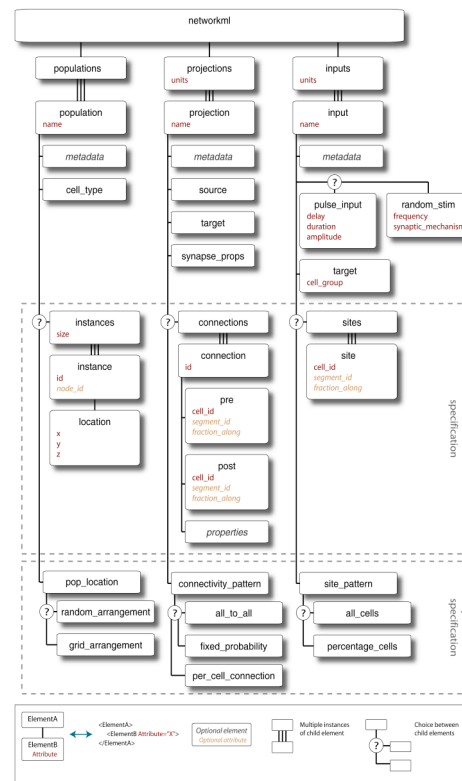 networkml
populations
projections
units
inputs
units
population
name
projection
name
input
name
metadata
metadata
metadata
cell_type
source
?
pulse_input
delay
duration
amplitude
random_stim
frequency
synaptic_mechanism
target
synapse_props
target
cell_group
?
instances
size
?
connections
?
sites
instance
id
node_id
connection
id
site
cell_id
segment_id
fraction_along
location
x
y
z
pre
cell_id
segment_id
fraction_along
post
cell_id
segment_id
fraction_along
properties
specification
pop_location
connectivity_pattern
site_pattern
?
random_arrangement
?
all_to_all
?
all_cells
grid_arrangement
fixed_probability
percentage_cells
per_cell_connection
specification
ElementA
ElementB
Attribute
<ElementA>
<ElementB Attribute="X">
</ElementA>
Optional element
Optional attribute
Multiple instances
of child element
?
Choice between
child elements